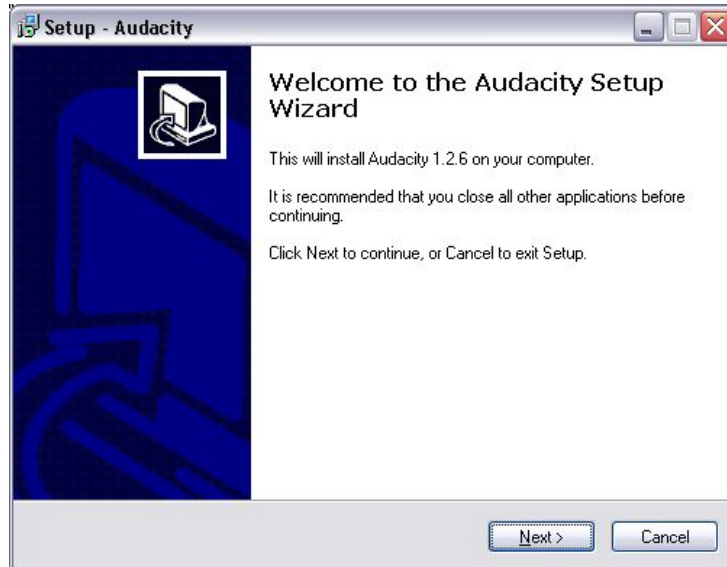 Setup - Audacity
Welcome to the Audacity Setup
Wizard
This will install Audacity 1.2.6 on your computer.
It is recommended that you close all other applications before
continuing.
Click Next to continue, or Cancel to exit Setup.
Next >
Cancel